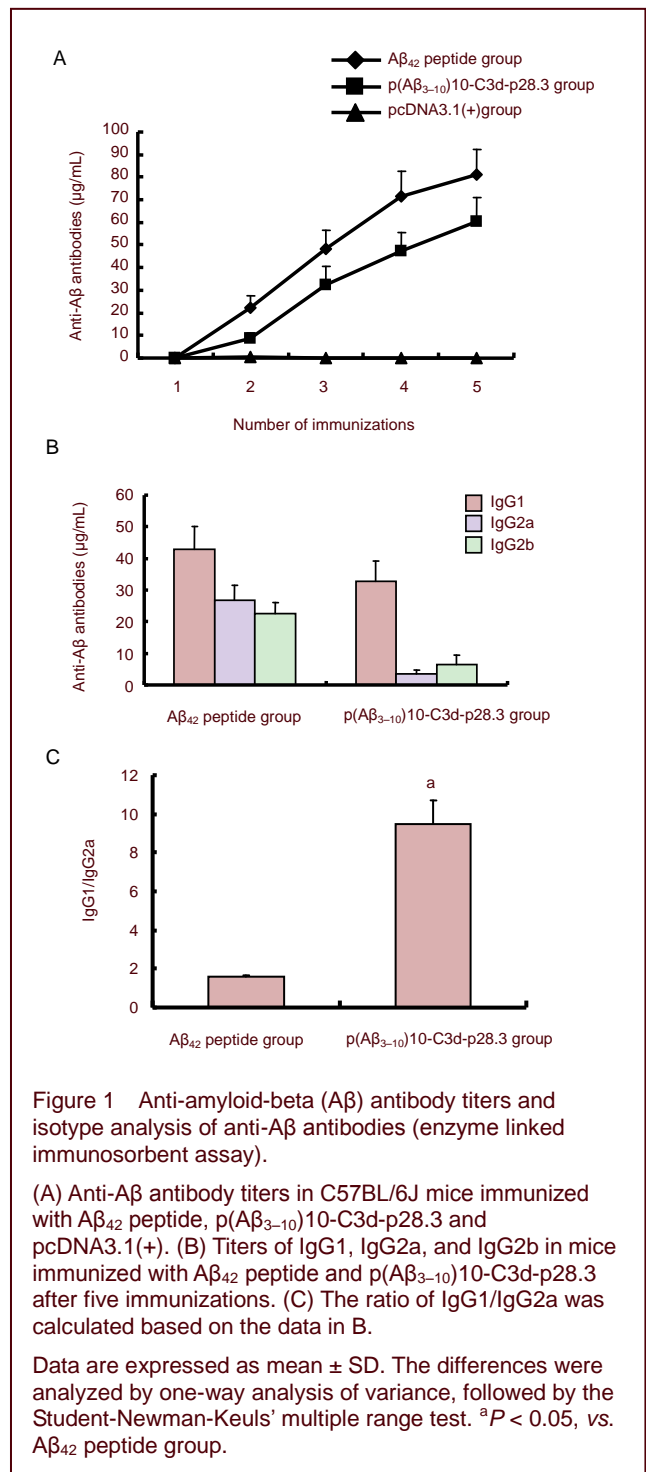 A
Aβ₄₂ peptide group
p(Aβ₃₋₁₀)10-C3d-p28.3 group
pcDNA3.1(+)group
Anti-Aβ antibodies (μg/mL)
100
90
80
70
60
50
40
30
20
10
0
1 2 3 4 5
Number of immunizations
B
Anti-Aβ antibodies (μg/mL)
60
50
40
30
20
10
0
IgG1
IgG2a
IgG2b
Aβ₄₂ peptide group p(Aβ₃₋₁₀)10-C3d-p28.3 group
C
IgG1/IgG2a
12
10
8
6
4
2
0
a
Aβ₄₂ peptide group p(Aβ₃₋₁₀)10-C3d-p28.3 group
Figure 1 Anti-amyloid-beta (Aβ) antibody titers and
isotype analysis of anti-Aβ antibodies (enzyme linked
immunosorbent assay).
(A) Anti-Aβ antibody titers in C57BL/6J mice immunized
with Aβ₄₂ peptide, p(Aβ₃₋₁₀)10-C3d-p28.3 and
pcDNA3.1(+). (B) Titers of IgG1, IgG2a, and IgG2b in mice
immunized with Aβ₄₂ peptide and p(Aβ₃₋₁₀)10-C3d-p28.3
after five immunizations. (C) The ratio of IgG1/IgG2a was
calculated based on the data in B.
Data are expressed as mean ± SD. The differences were
analyzed by one-way analysis of variance, followed by the
Student-Newman-Keuls' multiple range test. ᵃP < 0.05, vs.
Aβ₄₂ peptide group.